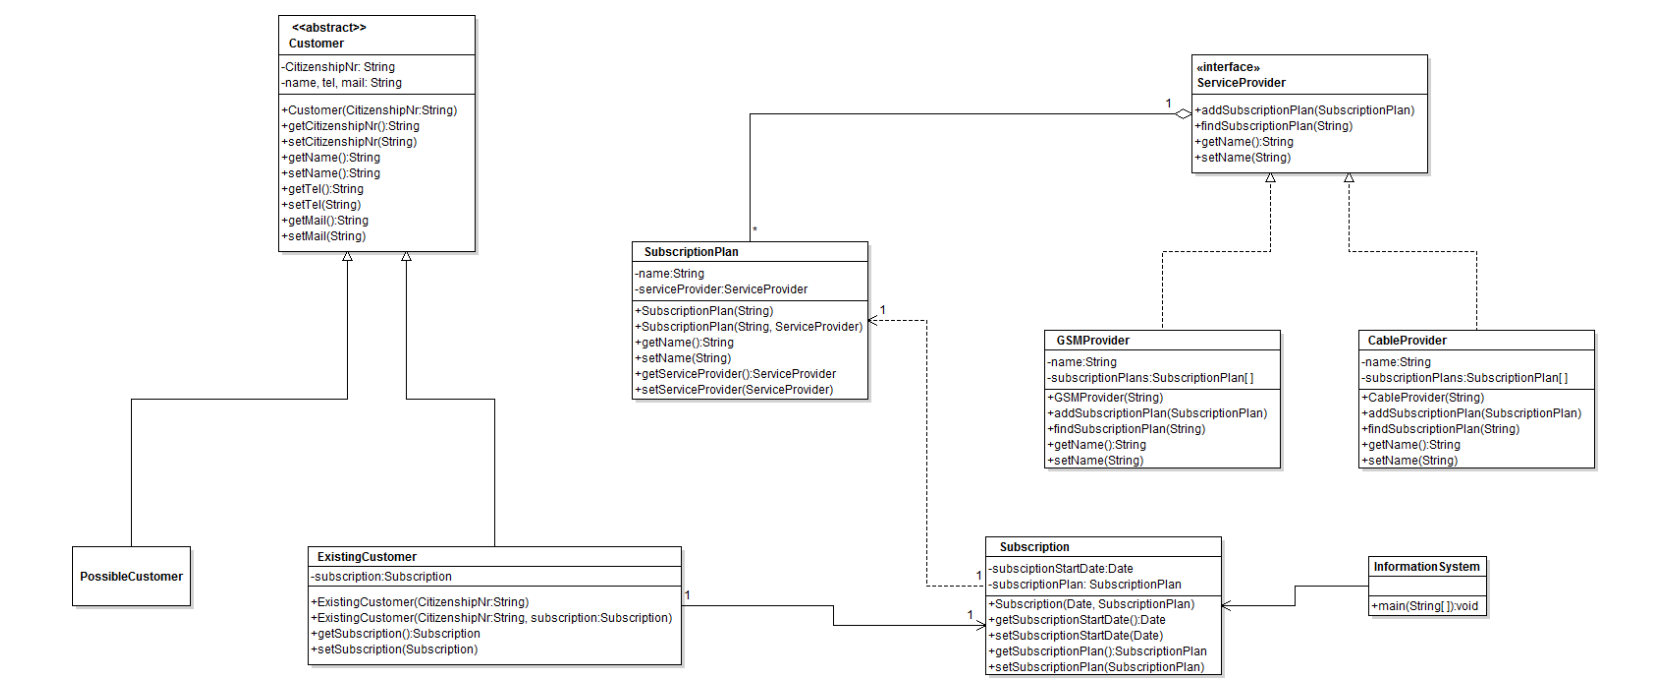 <<abstract>>
Customer
-CitizenshipNr: String
-name, tel, mail: String
+Customer(CitizenshipNr:String)
+getCitizenshipNr():String
+setCitizenshipNr(String)
+getName():String
+setName():String
+getTel():String
+setTel(String)
+getMail():String
+setMail(String)
«interface»
ServiceProvider
+addSubscriptionPlan(SubscriptionPlan)
+findSubscriptionPlan(String)
+getName():String
+setName(String)
1
*
SubscriptionPlan
-name:String
-serviceProvider:ServiceProvider
+SubscriptionPlan(String)
+SubscriptionPlan(String, ServiceProvider)
+getName():String
+setName(String)
+getServiceProvider():ServiceProvider
+setServiceProvider(ServiceProvider)
1
GSMProvider
-name:String
-subscriptionPlans:SubscriptionPlan[ ]
+GSMProvider(String)
+addSubscriptionPlan(SubscriptionPlan)
+findSubscriptionPlan(String)
+getName():String
+setName(String)
CableProvider
-name:String
-subscriptionPlans:SubscriptionPlan[ ]
+CableProvider(String)
+addSubscriptionPlan(SubscriptionPlan)
+findSubscriptionPlan(String)
+getName():String
+setName(String)
PossibleCustomer
ExistingCustomer
-subscription:Subscription
+ExistingCustomer(CitizenshipNr:String)
+ExistingCustomer(CitizenshipNr:String, subscription:Subscription)
+getSubscription():Subscription
+setSubscription(Subscription)
1
1
1
Subscription
-subsciptionStartDate:Date
-subscriptionPlan: SubscriptionPlan
+Subscription(Date, SubscriptionPlan)
+getSubscriptionStartDate():Date
+setSubscriptionStartDate(Date)
+getSubscriptionPlan():SubscriptionPlan
+setSubscriptionPlan(SubscriptionPlan)
InformationSystem
+main(String[ ]):void